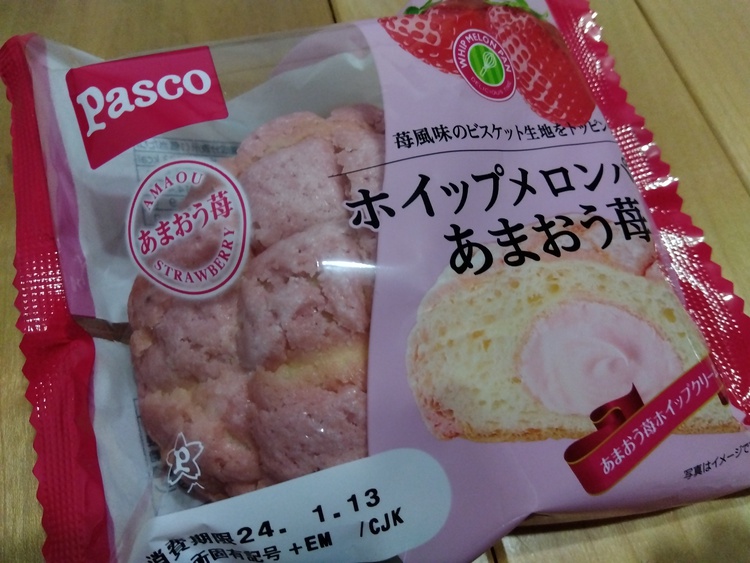 Pasco
WHIP MELON PAN
苺風味のビスケット生地をトッピン
ホイップメロンパ
あまおう苺
AMAOU
あまおう苺
STRAWBERRY
あまおう苺ホイップクリー
写真はイメージで
P
消費期限24. 1.13
所固有記号 +EM /CJK